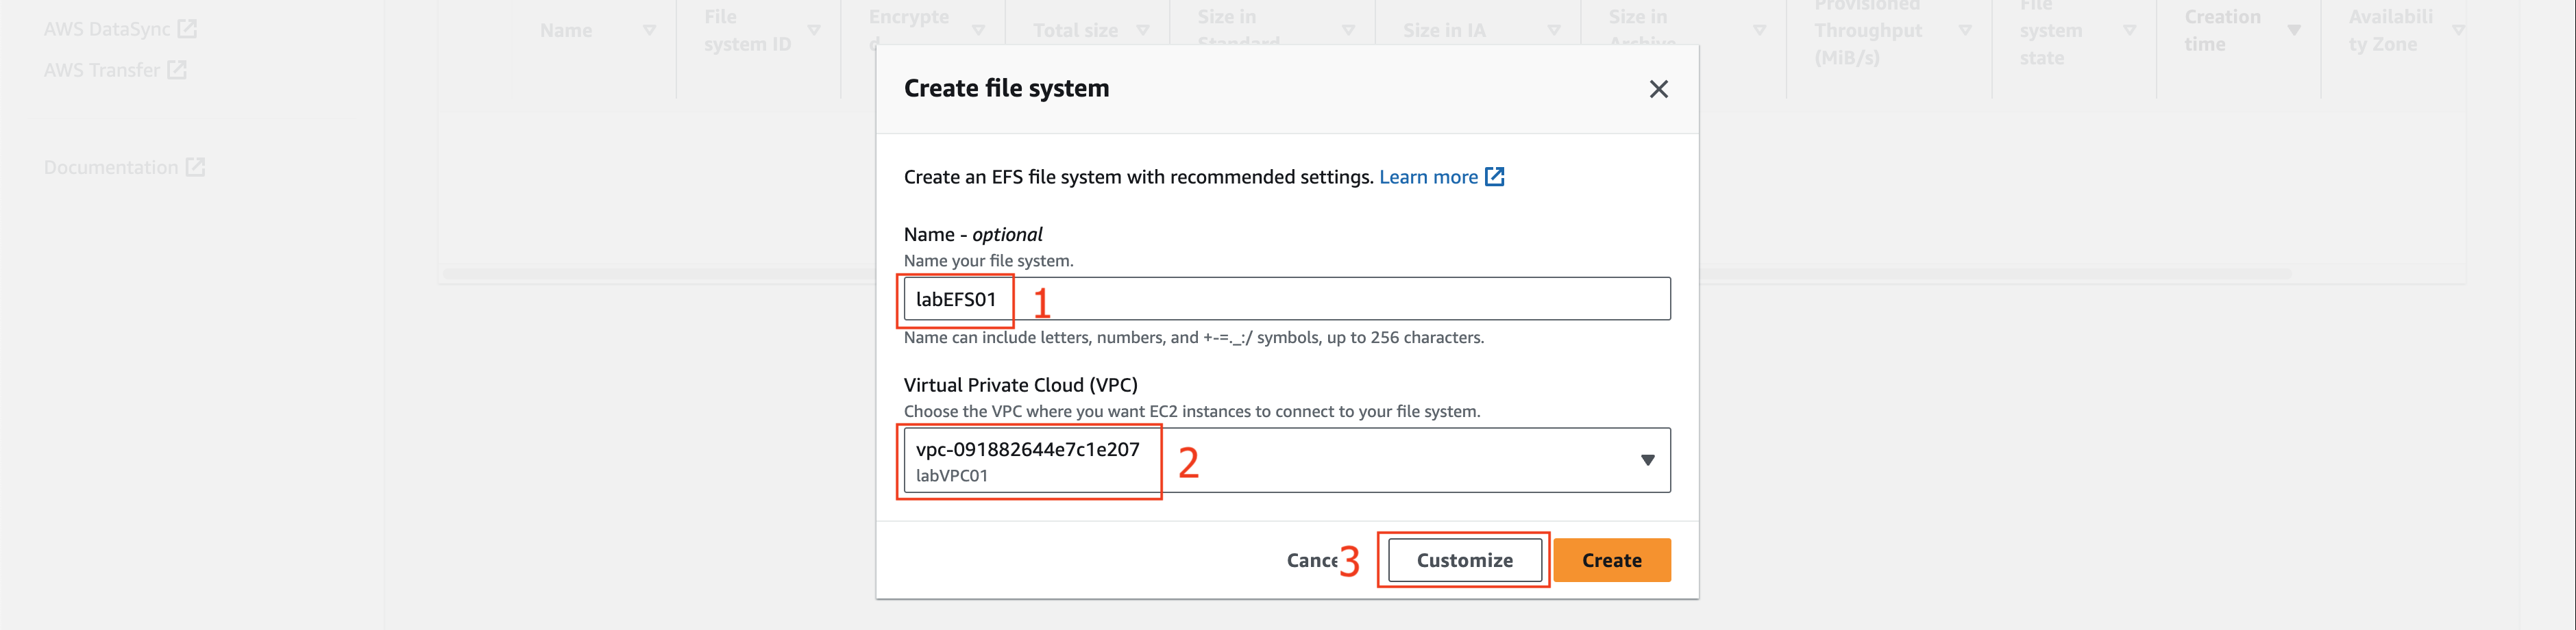 AWS DataSync
AWS Transfer
Documentation
Name
File
system ID
Encrypte
d
Total size
Size in
Standard
Size in IA
Size in
Archive
Provisioned
Throughput
(MiB/s)
File
system
state
Creation
time
Availabili
ty Zone
Create file system
Create an EFS file system with recommended settings. Learn more
Name - optional
Name your file system.
labEFS01 1
Name can include letters, numbers, and +-=._:/ symbols, up to 256 characters.
Virtual Private Cloud (VPC)
Choose the VPC where you want EC2 instances to connect to your file system.
vpc-091882644e7c1e207
labVPC01
2
Cance 3 Customize Create